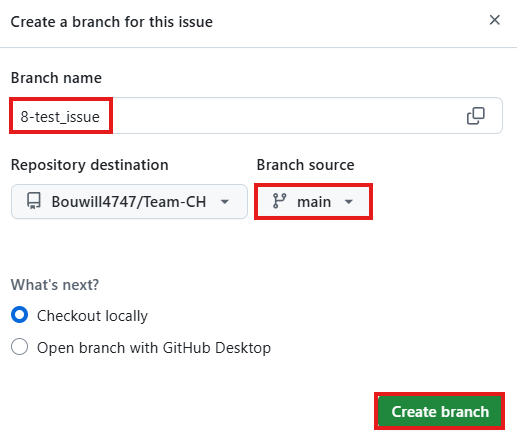 Create a branch for this issue
Branch name
8-test_issue
Repository destination
Branch source
Bouwill4747/Team-CH
main
What's next?
Checkout locally
Open branch with GitHub Desktop
Create branch